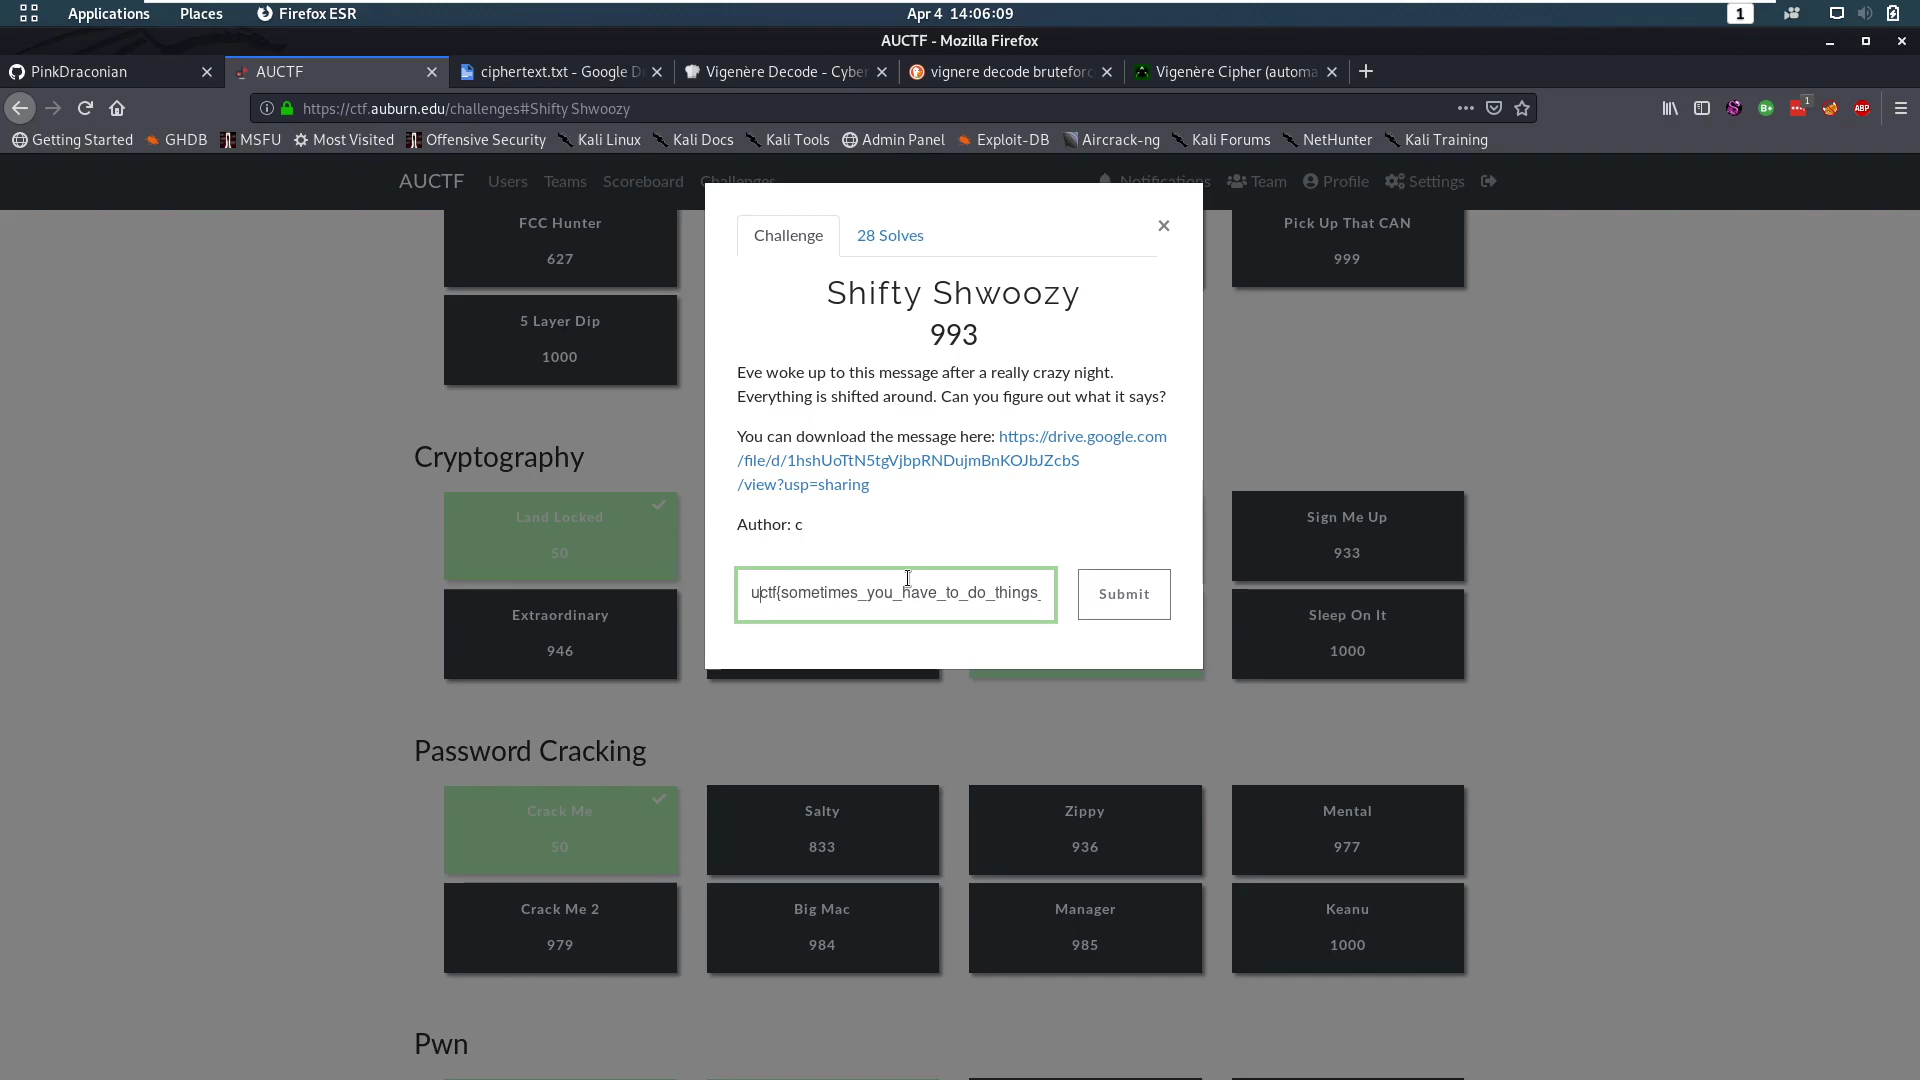 Applications Places Firefox ESR Apr 4 14:06:09 1
AUCTF - Mozilla Firefox
PinkDraconian AUCTF ciphertext.txt - Google D Vigenère Decode - Cyber vignere decode bruteforc Vigenère Cipher (automa
https://ctf.auburn.edu/challenges#Shifty Shwoozy 1 ABP
Getting Started GHDB MSFU Most Visited Offensive Security Kali Linux Kali Docs Kali Tools Admin Panel Exploit-DB Aircrack-ng Kali Forums NetHunter Kali Training
AUCTF Users Teams Scoreboard Challenges Notifications Team Profile Settings
FCC Hunter
627
Pick Up That CAN
999
5 Layer Dip
1000
Challenge 28 Solves ×
Shifty Shwoozy
993
Eve woke up to this message after a really crazy night.
Everything is shifted around. Can you figure out what it says?
You can download the message here: https://drive.google.com
/file/d/1hshUoTtN5tgVjbpRNDujmBnKOJbJZcbS
/view?usp=sharing
Author: c
uctf{sometimes_you_have_to_do_things_
Submit
Cryptography
Land Locked
50
Sign Me Up
933
Extraordinary
946
Sleep On It
1000
Password Cracking
Crack Me
50
Salty
833
Zippy
936
Mental
977
Crack Me 2
979
Big Mac
984
Manager
985
Keanu
1000
Pwn